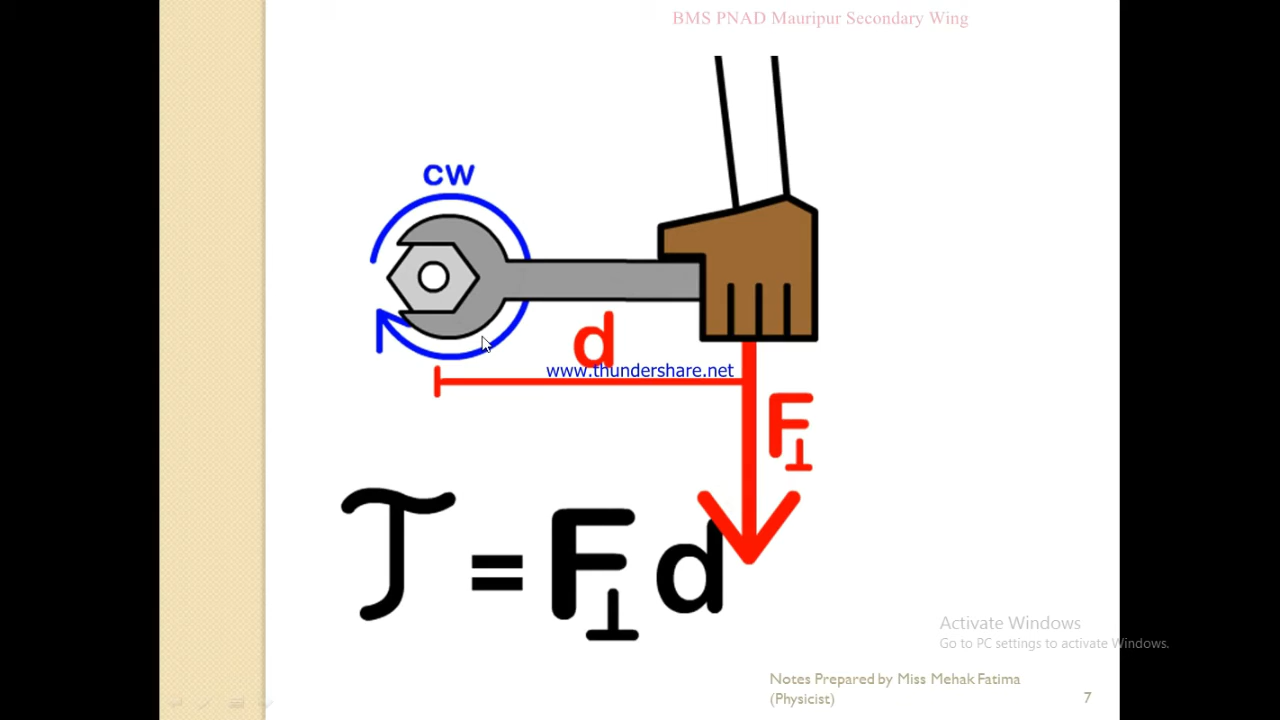 BMS PNAD Mauripur Secondary Wing
CW
d
www.thundershare.net
F⊥
τ = F⊥ d
Activate Windows
Go to PC settings to activate Windows.
Notes Prepared by Miss Mehak Fatima
(Physicist)
7